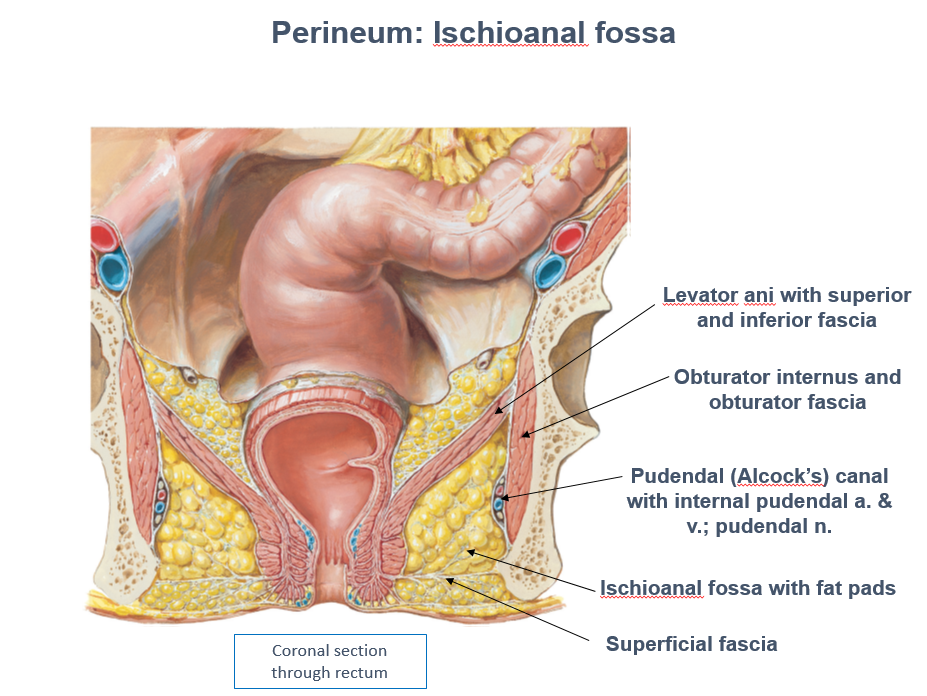 Perineum: Ischioanal fossa
Levator ani with superior
and inferior fascia
Obturator internus and
obturator fascia
Pudendal (Alcock’s) canal
with internal pudendal a. &
v.; pudendal n.
Ischioanal fossa with fat pads
Superficial fascia
Coronal section
through rectum